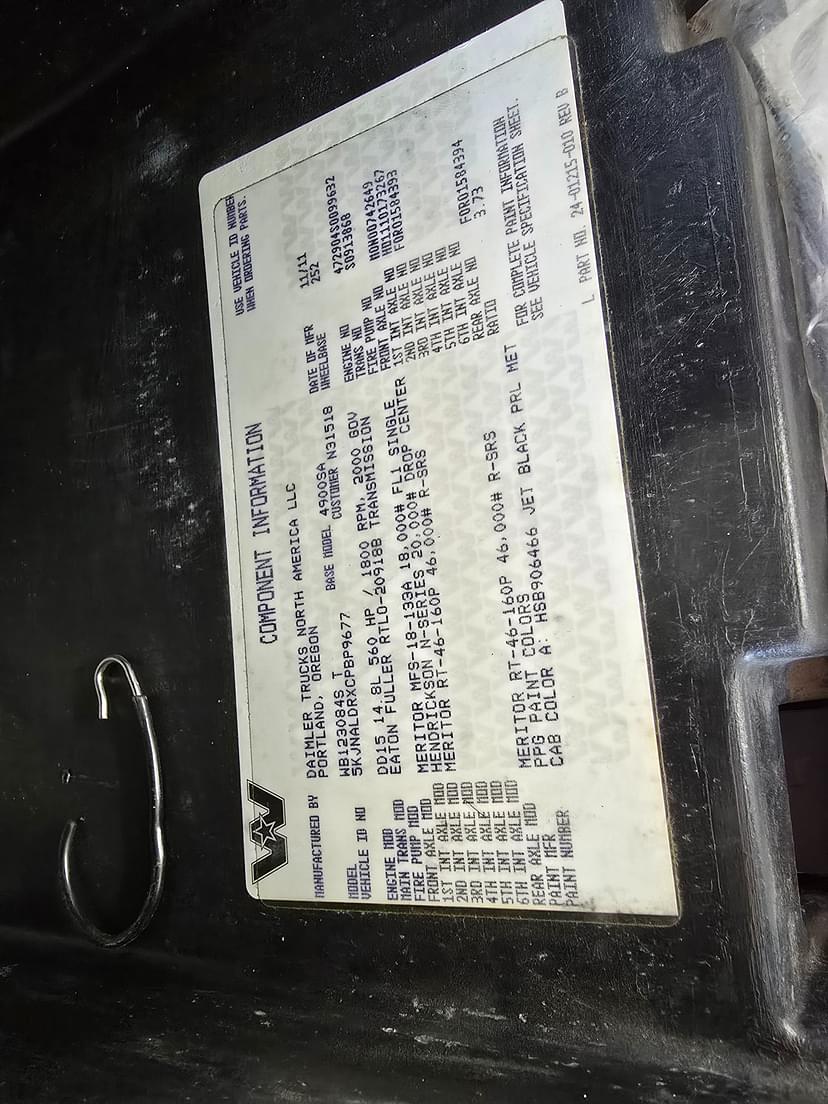 COMPONENT INFORMATION
USE VEHICLE ID NUMBER
WHEN ORDERING PARTS.
MANUFACTURED BY DAIMLER TRUCKS NORTH AMERICA LLC
PORTLAND, OREGON
DATE OF MFR 11/11
WHEELBASE 252
MODEL WB123084S T BASE MODEL 4900SA
VEHICLE ID NO 5KJNALDRXCPBP9677 CUSTOMER N31518
ENGINE MOD DD15 14.8L 560 HP / 1800 RPM, 2000 GOV ENGINE NO 472904S0099632
MAIN TRANS MOD EATON FULLER RTLO-20918B TRANSMISSION TRANS NO S0913868
FIRE PUMP MOD FIRE PUMP NO
FRONT AXLE MOD MERITOR MFS-18-133A 18,000# FL1 SINGLE FRONT AXLE NO MON00742649
1ST INT AXLE MOD HENDRICKSON N-SERIES 20,000# DROP CENTER 1ST INT AXLE NO HD1110173267
2ND INT AXLE MOD MERITOR RT-46-160P 46,000# R-SRS 2ND INT AXLE NO FOR01584393
3RD INT AXLE MOD 3RD INT AXLE NO
4TH INT AXLE MOD 4TH INT AXLE NO
5TH INT AXLE MOD 5TH INT AXLE NO
6TH INT AXLE MOD 6TH INT AXLE NO
REAR AXLE MOD MERITOR RT-46-160P 46,000# R-SRS REAR AXLE NO FOR01584394
RATIO 3.73
PAINT MFR PPG PAINT COLORS
PAINT NUMBER CAB COLOR A: HSB906466 JET BLACK PRL MET
FOR COMPLETE PAINT INFORMATION
SEE VEHICLE SPECIFICATION SHEET.
PART NO. 24-01215-010 REV B